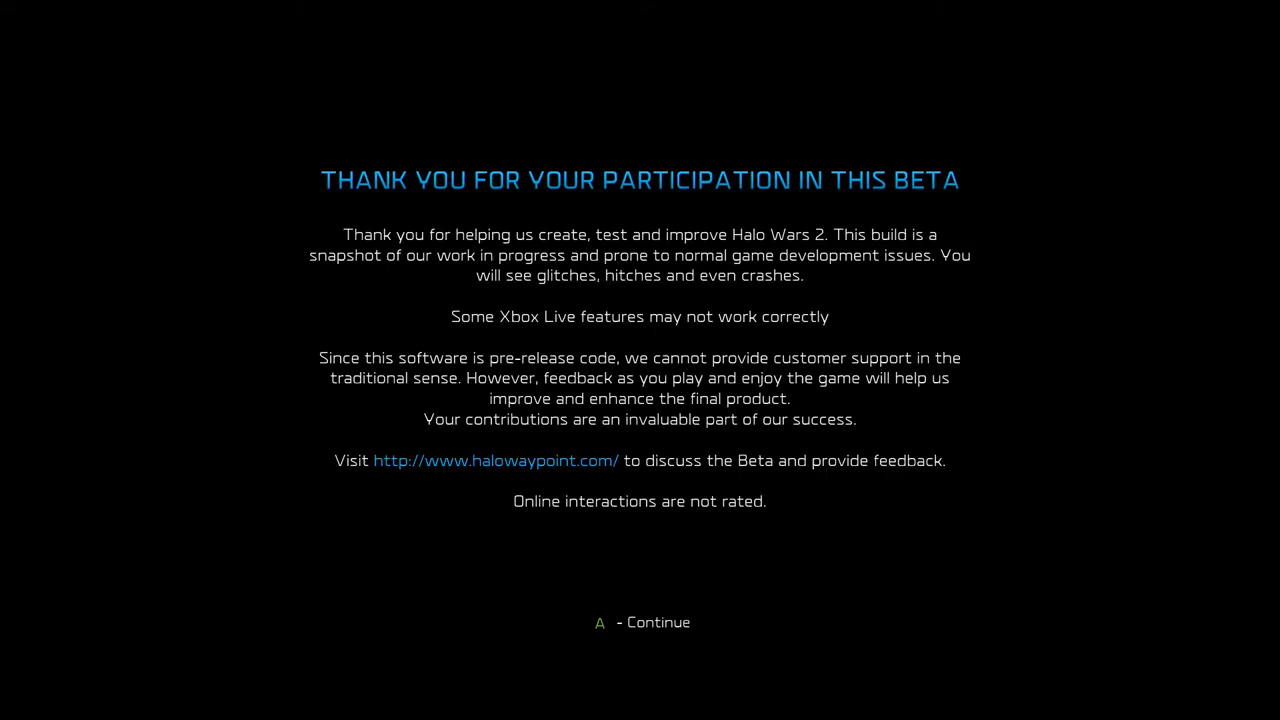 THANK YOU FOR YOUR PARTICIPATION IN THIS BETA
Thank you for helping us create, test and improve Halo Wars 2. This build is a
snapshot of our work in progress and prone to normal game development issues. You
will see glitches, hitches and even crashes.
Some Xbox Live features may not work correctly
Since this software is pre-release code, we cannot provide customer support in the
traditional sense. However, feedback as you play and enjoy the game will help us
improve and enhance the final product.
Your contributions are an invaluable part of our success.
Visit http://www.halowaypoint.com/ to discuss the Beta and provide feedback.
Online interactions are not rated.
A - Continue